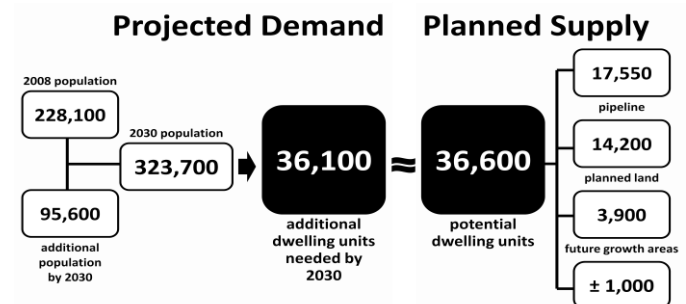 Projected Demand
Planned Supply
2008 population
228,100
95,600
additional
population
by 2030
2030 population
323,700
36,100
additional
dwelling units
needed by
2030
≈
36,600
potential
dwelling units
17,550
pipeline
14,200
planned land
3,900
future growth areas
± 1,000